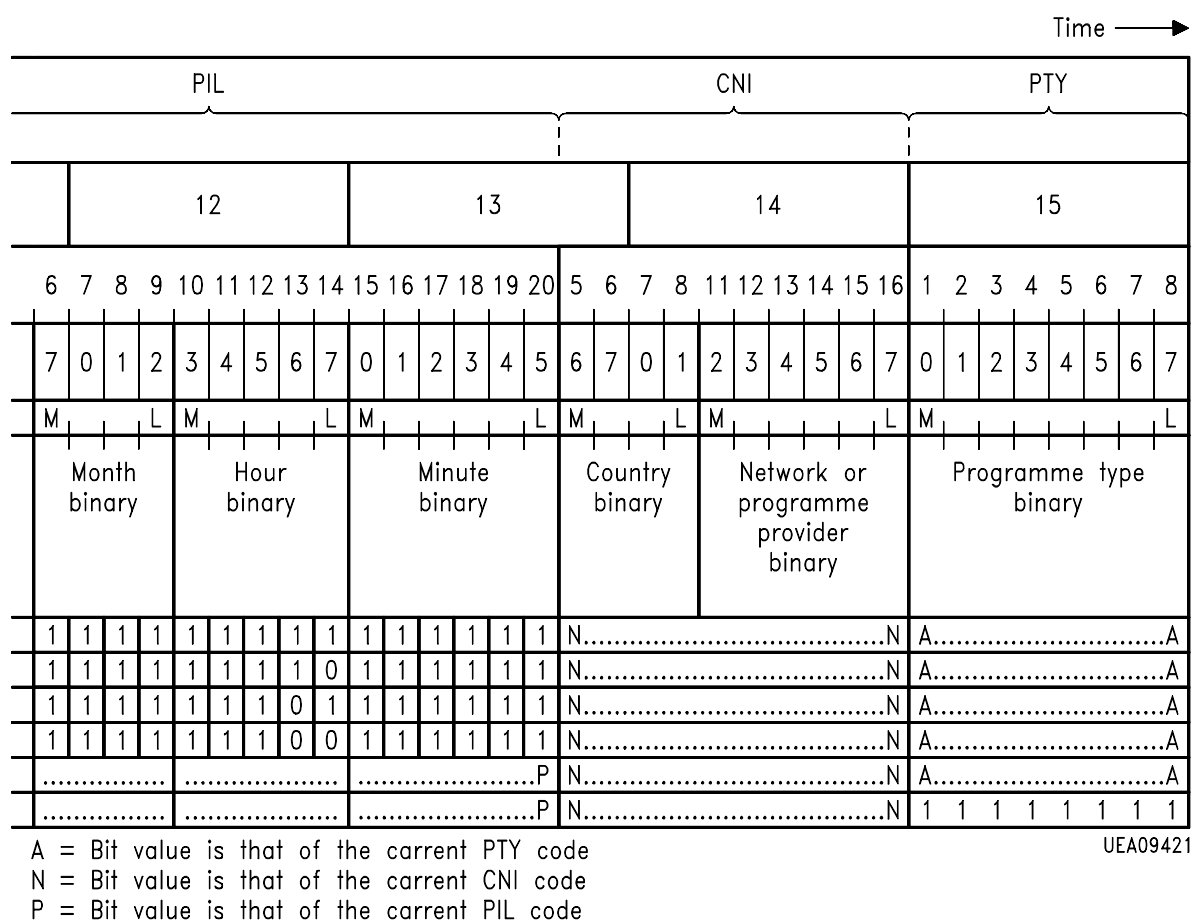 Time
PIL CNI PTY
12 13 14 15
6 7 8 9 10 11 12 13 14 15 16 17 18 19 20 5 6 7 8 11 12 13 14 15 16 1 2 3 4 5 6 7 8
7 0 1 2 3 4 5 6 7 0 1 2 3 4 5 6 7 0 1 2 3 4 5 6 7 0 1 2 3 4 5 6 7
M L M L M L M L M L M L
Month Hour Minute Country Network or Programme type
binary binary binary binary programme binary
provider
binary
1 1 1 1 1 1 1 1 1 1 1 1 1 1 1 N..........N A..........A
1 1 1 1 1 1 1 1 0 1 1 1 1 1 1 N..........N A..........A
1 1 1 1 1 1 1 0 1 1 1 1 1 1 1 N..........N A..........A
1 1 1 1 1 1 1 0 0 1 1 1 1 1 1 N..........N A..........A
.......... .......... ..........P N..........N A..........A
.......... .......... ..........P N..........N 1 1 1 1 1 1 1 1
UEA09421
A = Bit value is that of the carrent PTY code
N = Bit value is that of the carrent CNI code
P = Bit value is that of the carrent PIL code